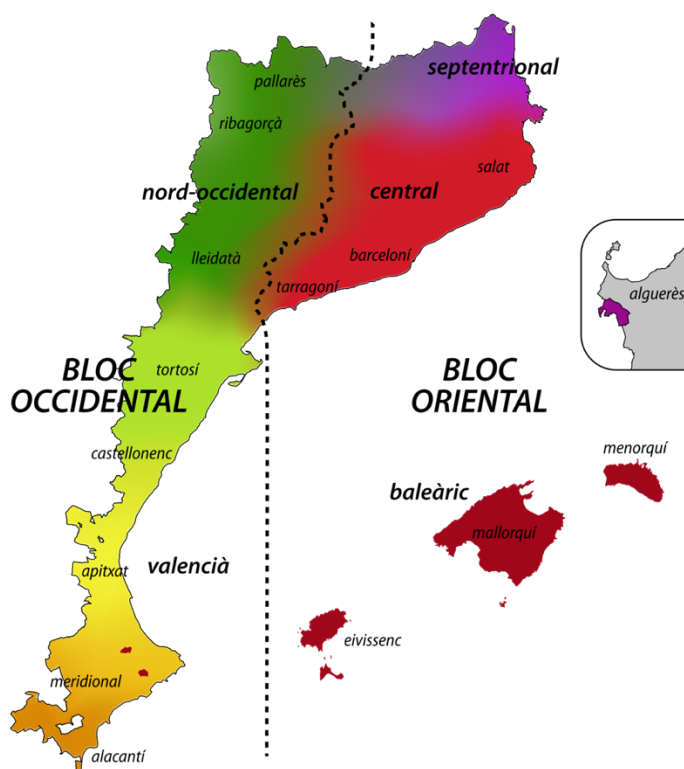 septentrional
pallarès
ribagorçà
salat
nord-occidental
central
lleidatà
barceloní
tarragoní
alguerès
BLOC
OCCIDENTAL
tortosí
BLOC
ORIENTAL
castellonenc
menorquí
baleàric
mallorquí
apitxat
valencià
eivissenc
meridional
alacantí